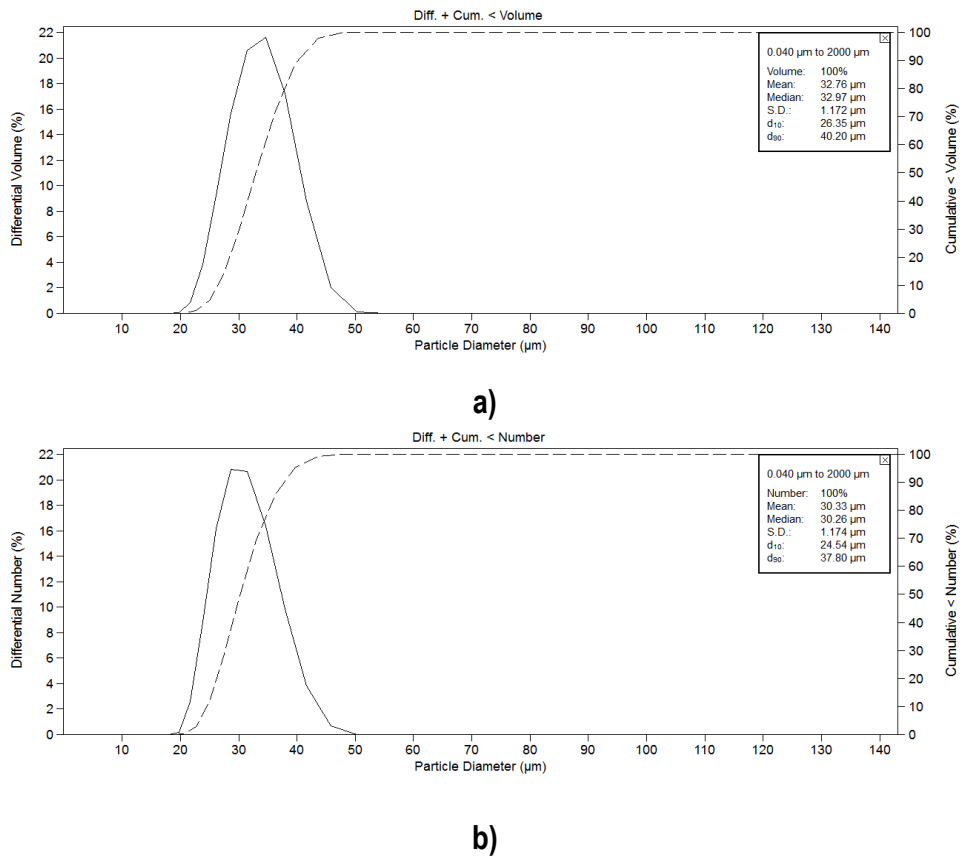 Diff. + Cum. < Volume
Differential Volume (%)
22
20
18
16
14
12
10
8
6
4
2
0
0.040 µm to 2000 µm
Volume: 100%
Mean: 32.76 µm
Median: 32.97 µm
S.D.: 1.172 µm
d₁₀: 26.35 µm
d₉₀: 40.20 µm
100
90
80
70
60
50
40
30
20
10
0
Cumulative < Volume (%)
10 20 30 40 50 60 70 80 90 100 110 120 130 140
Particle Diameter (µm)
a)
Diff. + Cum. < Number
Differential Number (%)
22
20
18
16
14
12
10
8
6
4
2
0
0.040 µm to 2000 µm
Number: 100%
Mean: 30.33 µm
Median: 30.26 µm
S.D.: 1.174 µm
d₁₀: 24.54 µm
d₉₀: 37.80 µm
100
90
80
70
60
50
40
30
20
10
0
Cumulative < Number (%)
10 20 30 40 50 60 70 80 90 100 110 120 130 140
Particle Diameter (µm)
b)